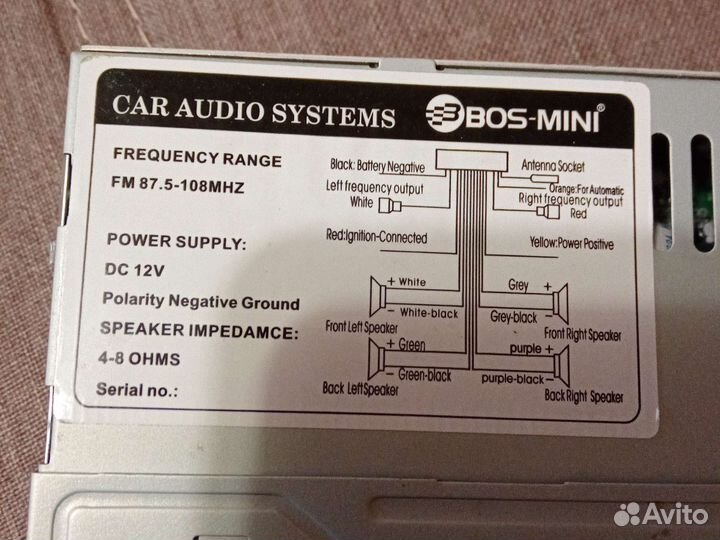 CAR AUDIO SYSTEMS BOS-MINI®
FREQUENCY RANGE
FM 87.5-108MHZ
POWER SUPPLY:
DC 12V
Polarity Negative Ground
SPEAKER IMPEDAMCE:
4-8 OHMS
Serial no.:
Black: Battery Negative
Antenna Socket
Orange:For Automatic
Left frequency output
White
Right frequency output
Red
Red:Ignition-Connected
Yellow:Power Positive
+ White
- White-black
Front Left Speaker
Grey +
Grey-black -
Front Right Speaker
+ Green
- Green-black
Back Left Speaker
purple +
purple-black -
Back Right Speaker
Avito